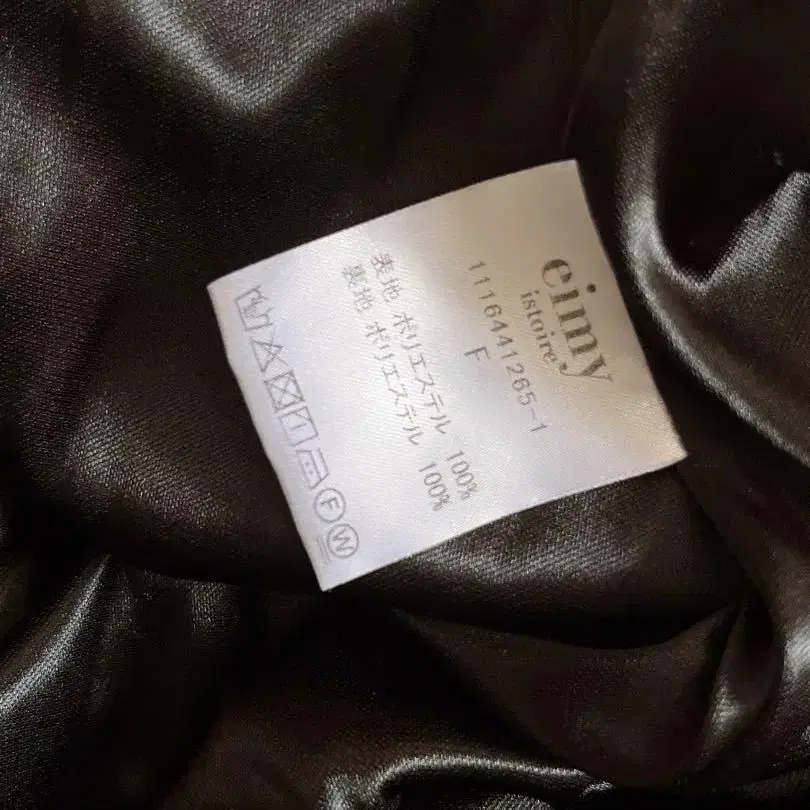 eimy
istoire
1116441265-1
F
表地 ポリエステル 100%
裏地 ポリエステル 100%
F W